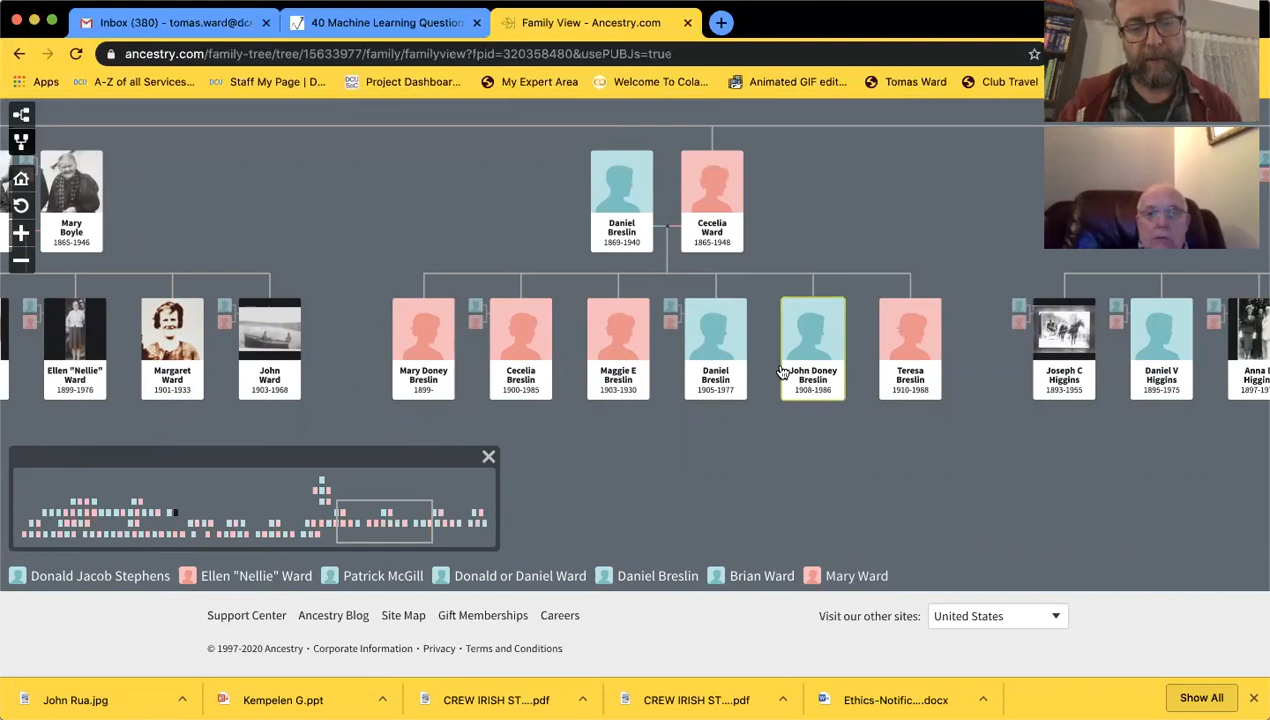 Inbox (380) - tomas.ward@dc
40 Machine Learning Question
Family View - Ancestry.com
ancestry.com/family-tree/tree/15633977/family/familyview?fpid=320358480&usePUBJs=true
Apps
DCU A-Z of all Services...
DCU Staff My Page | D...
DCU SoC Project Dashboar...
My Expert Area
Welcome To Cola...
Animated GIF edit...
Tomas Ward
Club Travel
Mary
Boyle
1865-1946
Daniel
Breslin
1869-1940
Cecelia
Ward
1865-1948
Ellen "Nellie"
Ward
1899-1976
Margaret
Ward
1901-1933
John
Ward
1903-1968
Mary Doney
Breslin
1899-
Cecelia
Breslin
1900-1985
Maggie E
Breslin
1903-1930
Daniel
Breslin
1905-1977
John Doney
Breslin
1908-1986
Teresa
Breslin
1910-1988
Joseph C
Higgins
1893-1955
Daniel V
Higgins
1895-1975
Anna
Higgin
1897-
Donald Jacob Stephens
Ellen "Nellie" Ward
Patrick McGill
Donald or Daniel Ward
Daniel Breslin
Brian Ward
Mary Ward
Support Center Ancestry Blog Site Map Gift Memberships Careers
Visit our other sites: United States
© 1997-2020 Ancestry • Corporate Information • Privacy • Terms and Conditions
John Rua.jpg
Kempelen G.ppt
CREW IRISH ST....pdf
CREW IRISH ST....pdf
Ethics-Notific....docx
Show All